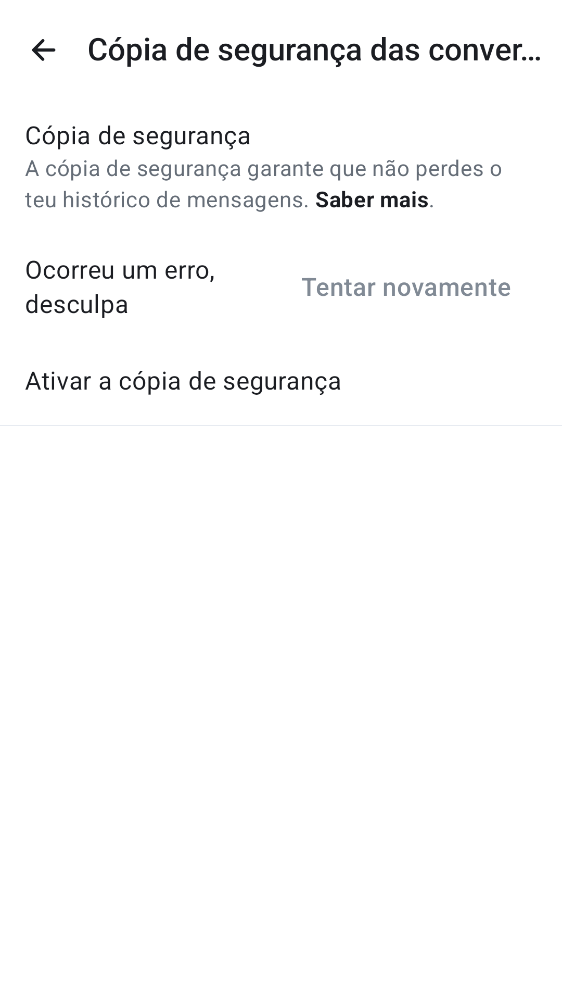 Cópia de segurança das conver...
Cópia de segurança
A cópia de segurança garante que não perdes o
teu histórico de mensagens. Saber mais.
Ocorreu um erro,
desculpa
Tentar novamente
Ativar a cópia de segurança